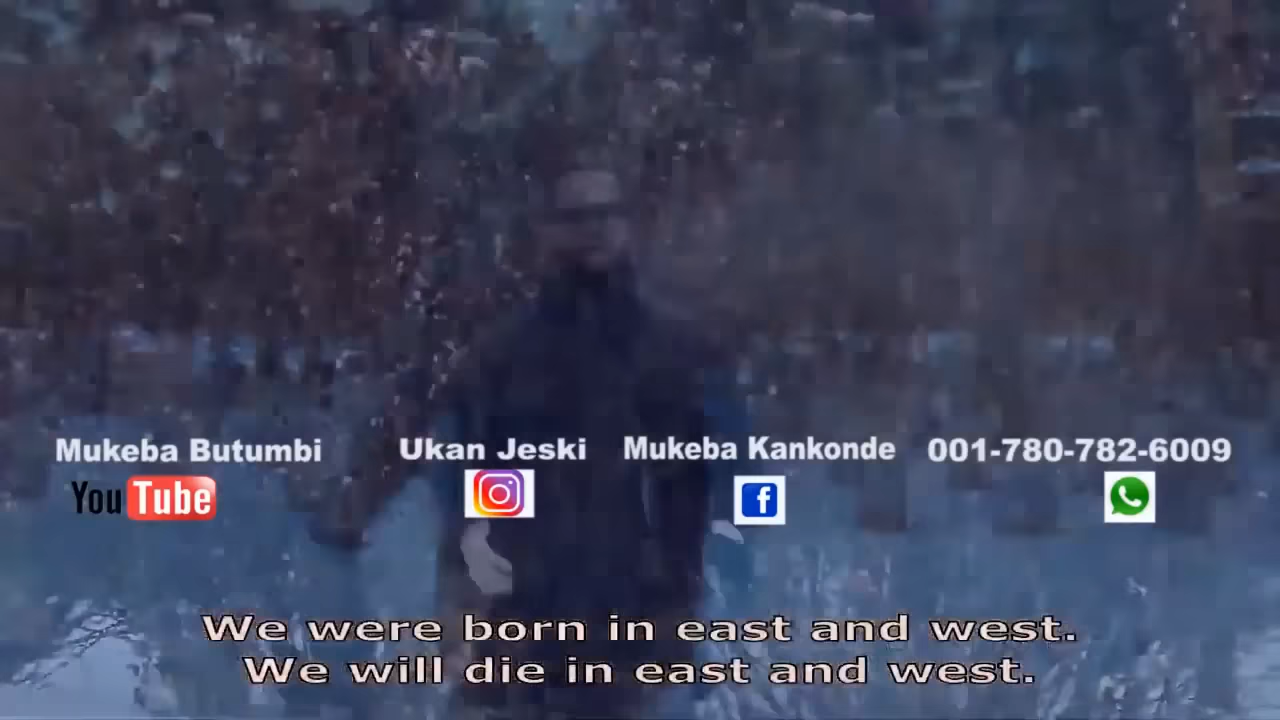 Mukeba Butumbi Ukan Jeski Mukeba Kankonde 001-780-782-6009
YouTube
We were born in east and west.
We will die in east and west.